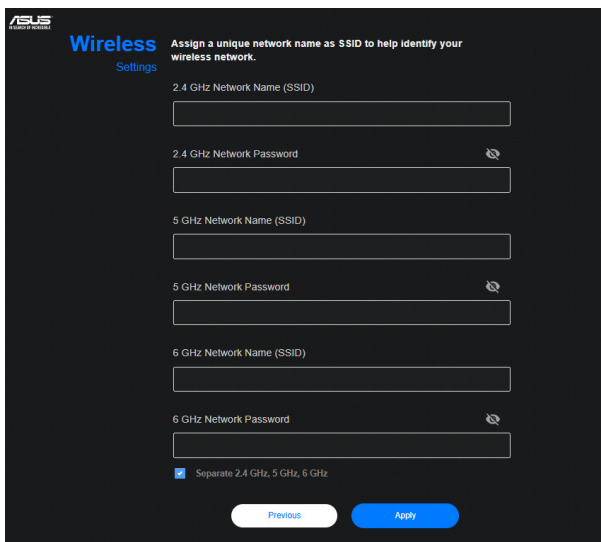 ASUS
IN SEARCH OF INCREDIBLE
Wireless
Settings
Assign a unique network name as SSID to help identify your
wireless network.
2.4 GHz Network Name (SSID)
2.4 GHz Network Password
5 GHz Network Name (SSID)
5 GHz Network Password
6 GHz Network Name (SSID)
6 GHz Network Password
Separate 2.4 GHz, 5 GHz, 6 GHz
Previous
Apply